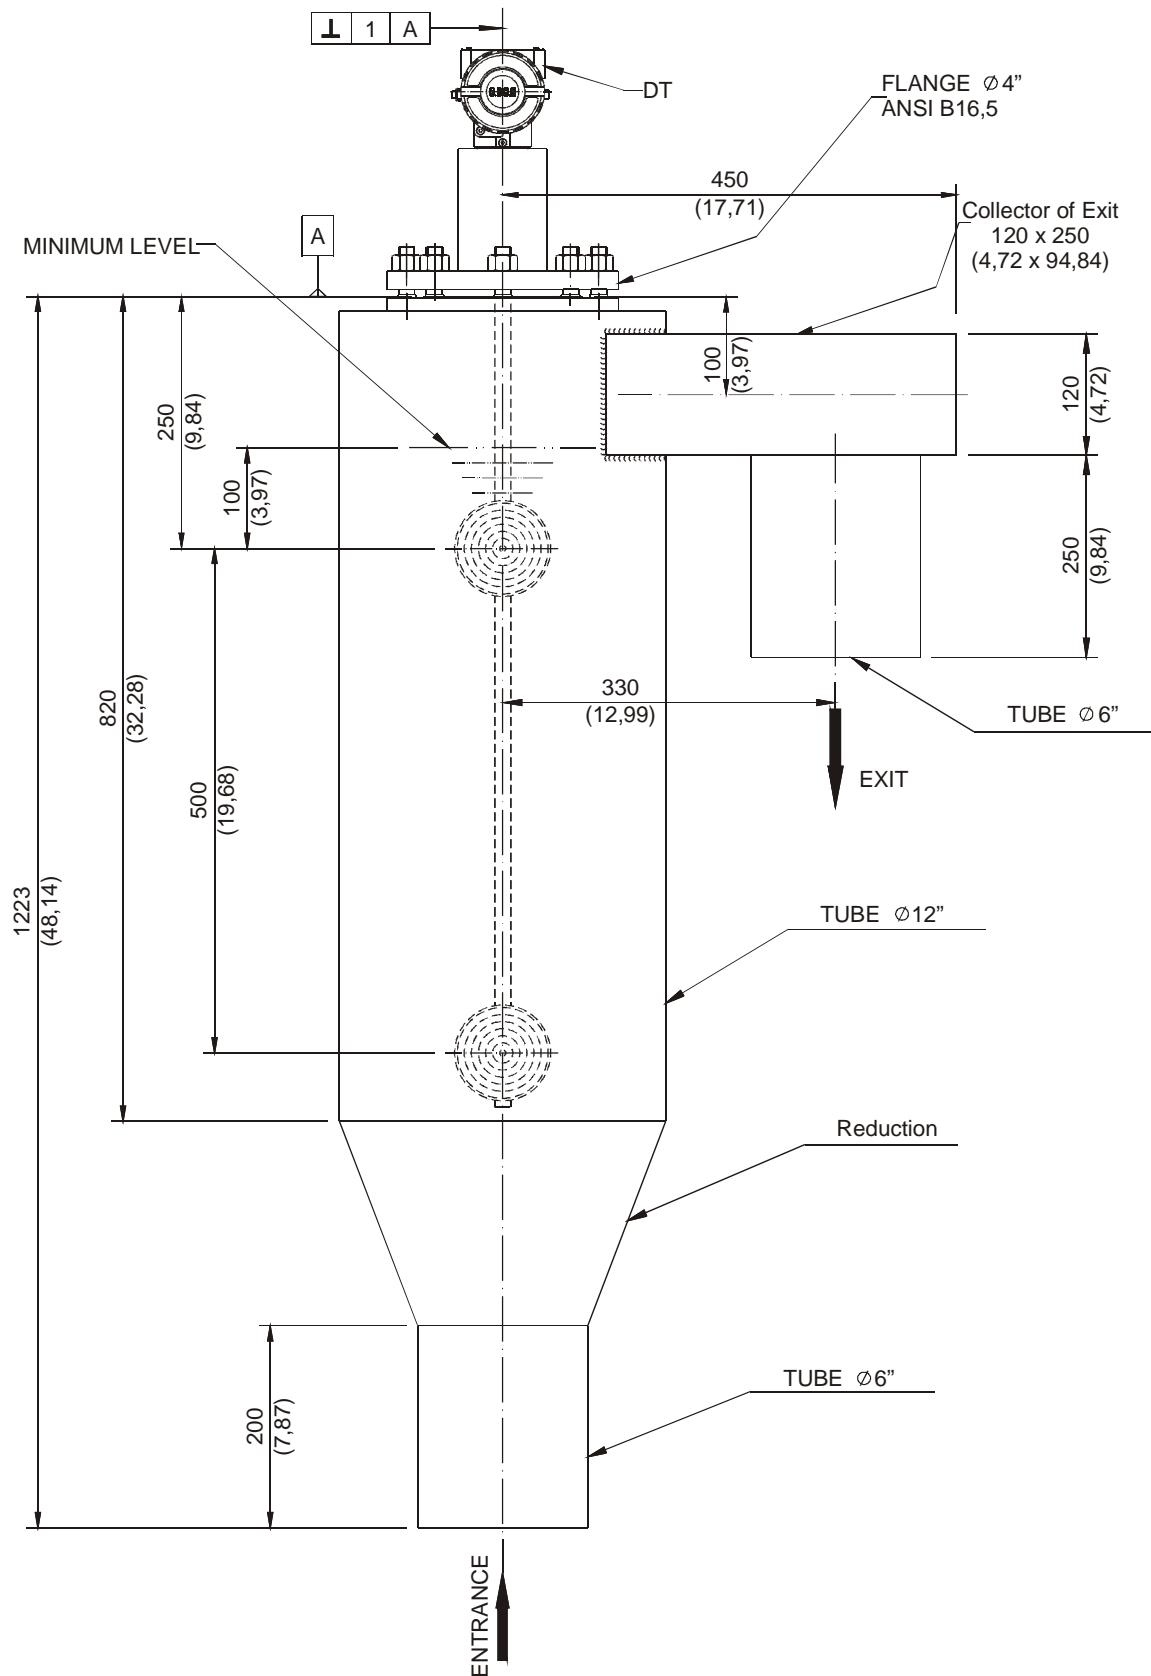 ⊥ 1 A
DT
FLANGE Ø 4”
ANSI B16,5
450
(17,71)
Collector of Exit
120 x 250
(4,72 x 94,84)
A
MINIMUM LEVEL
100
(3,97)
120
(4,72)
250
(9,84)
100
(3,97)
250
(9,84)
330
(12,99)
820
(32,28)
TUBE Ø 6”
EXIT
500
(19,68)
1223
(48,14)
TUBE Ø 12”
Reduction
200
(7,87)
TUBE Ø 6”
ENTRANCE